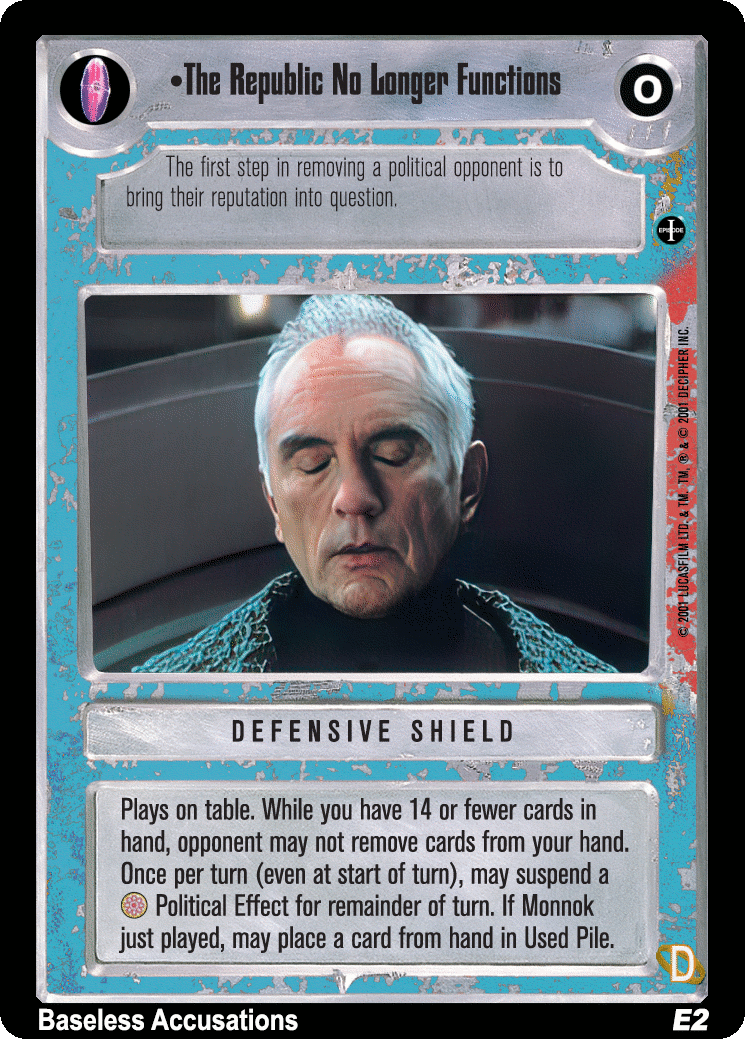 •The Republic No Longer Functions
O
The first step in removing a political opponent is to
bring their reputation into question.
EPISODE
I
© 2001 LUCASFILM LTD. & TM. TM, ® & © 2001 DECIPHER INC.
DEFENSIVE SHIELD
Plays on table. While you have 14 or fewer cards in
hand, opponent may not remove cards from your hand.
Once per turn (even at start of turn), may suspend a
Political Effect for remainder of turn. If Monnok
just played, may place a card from hand in Used Pile.
D
Baseless Accusations
E2